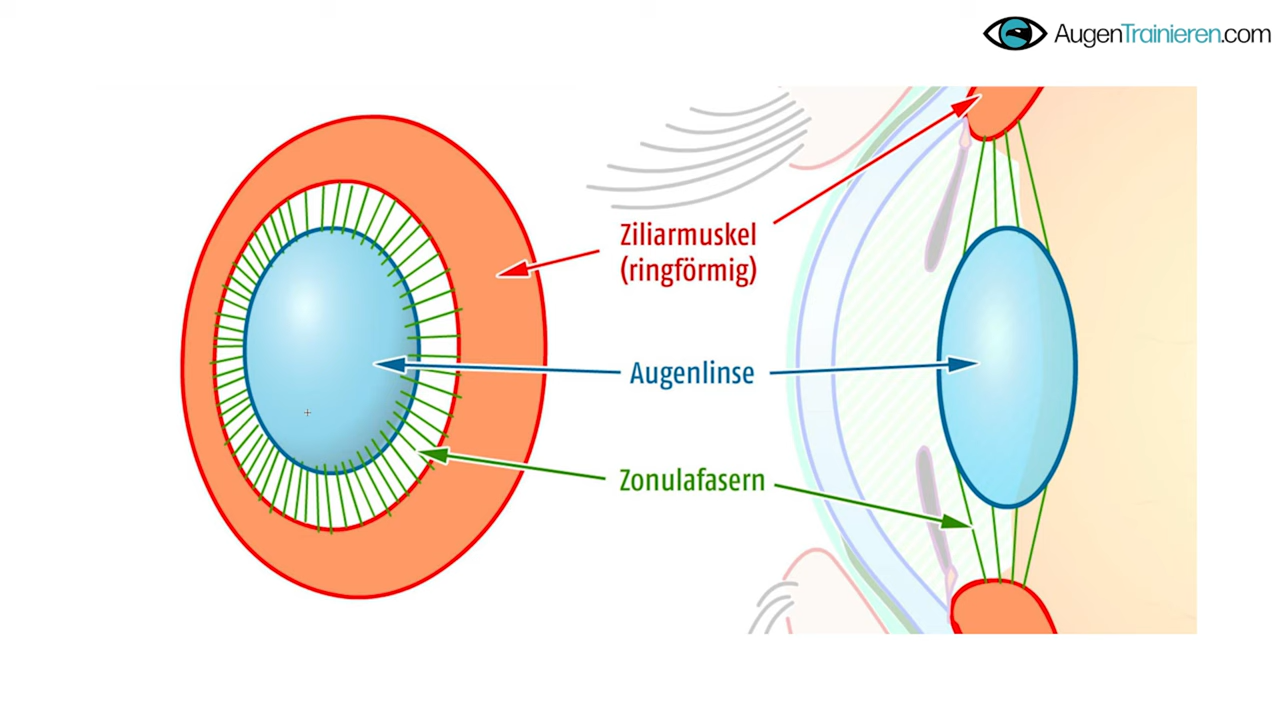 AugenTrainieren.com
Ziliarmuskel
(ringförmig)
Augenlinse
Zonulafasern